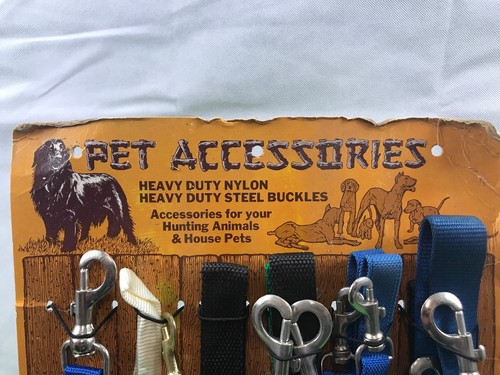 PET ACCESSORIES
HEAVY DUTY NYLON
HEAVY DUTY STEEL BUCKLES
Accessories for your
Hunting Animals
& House Pets